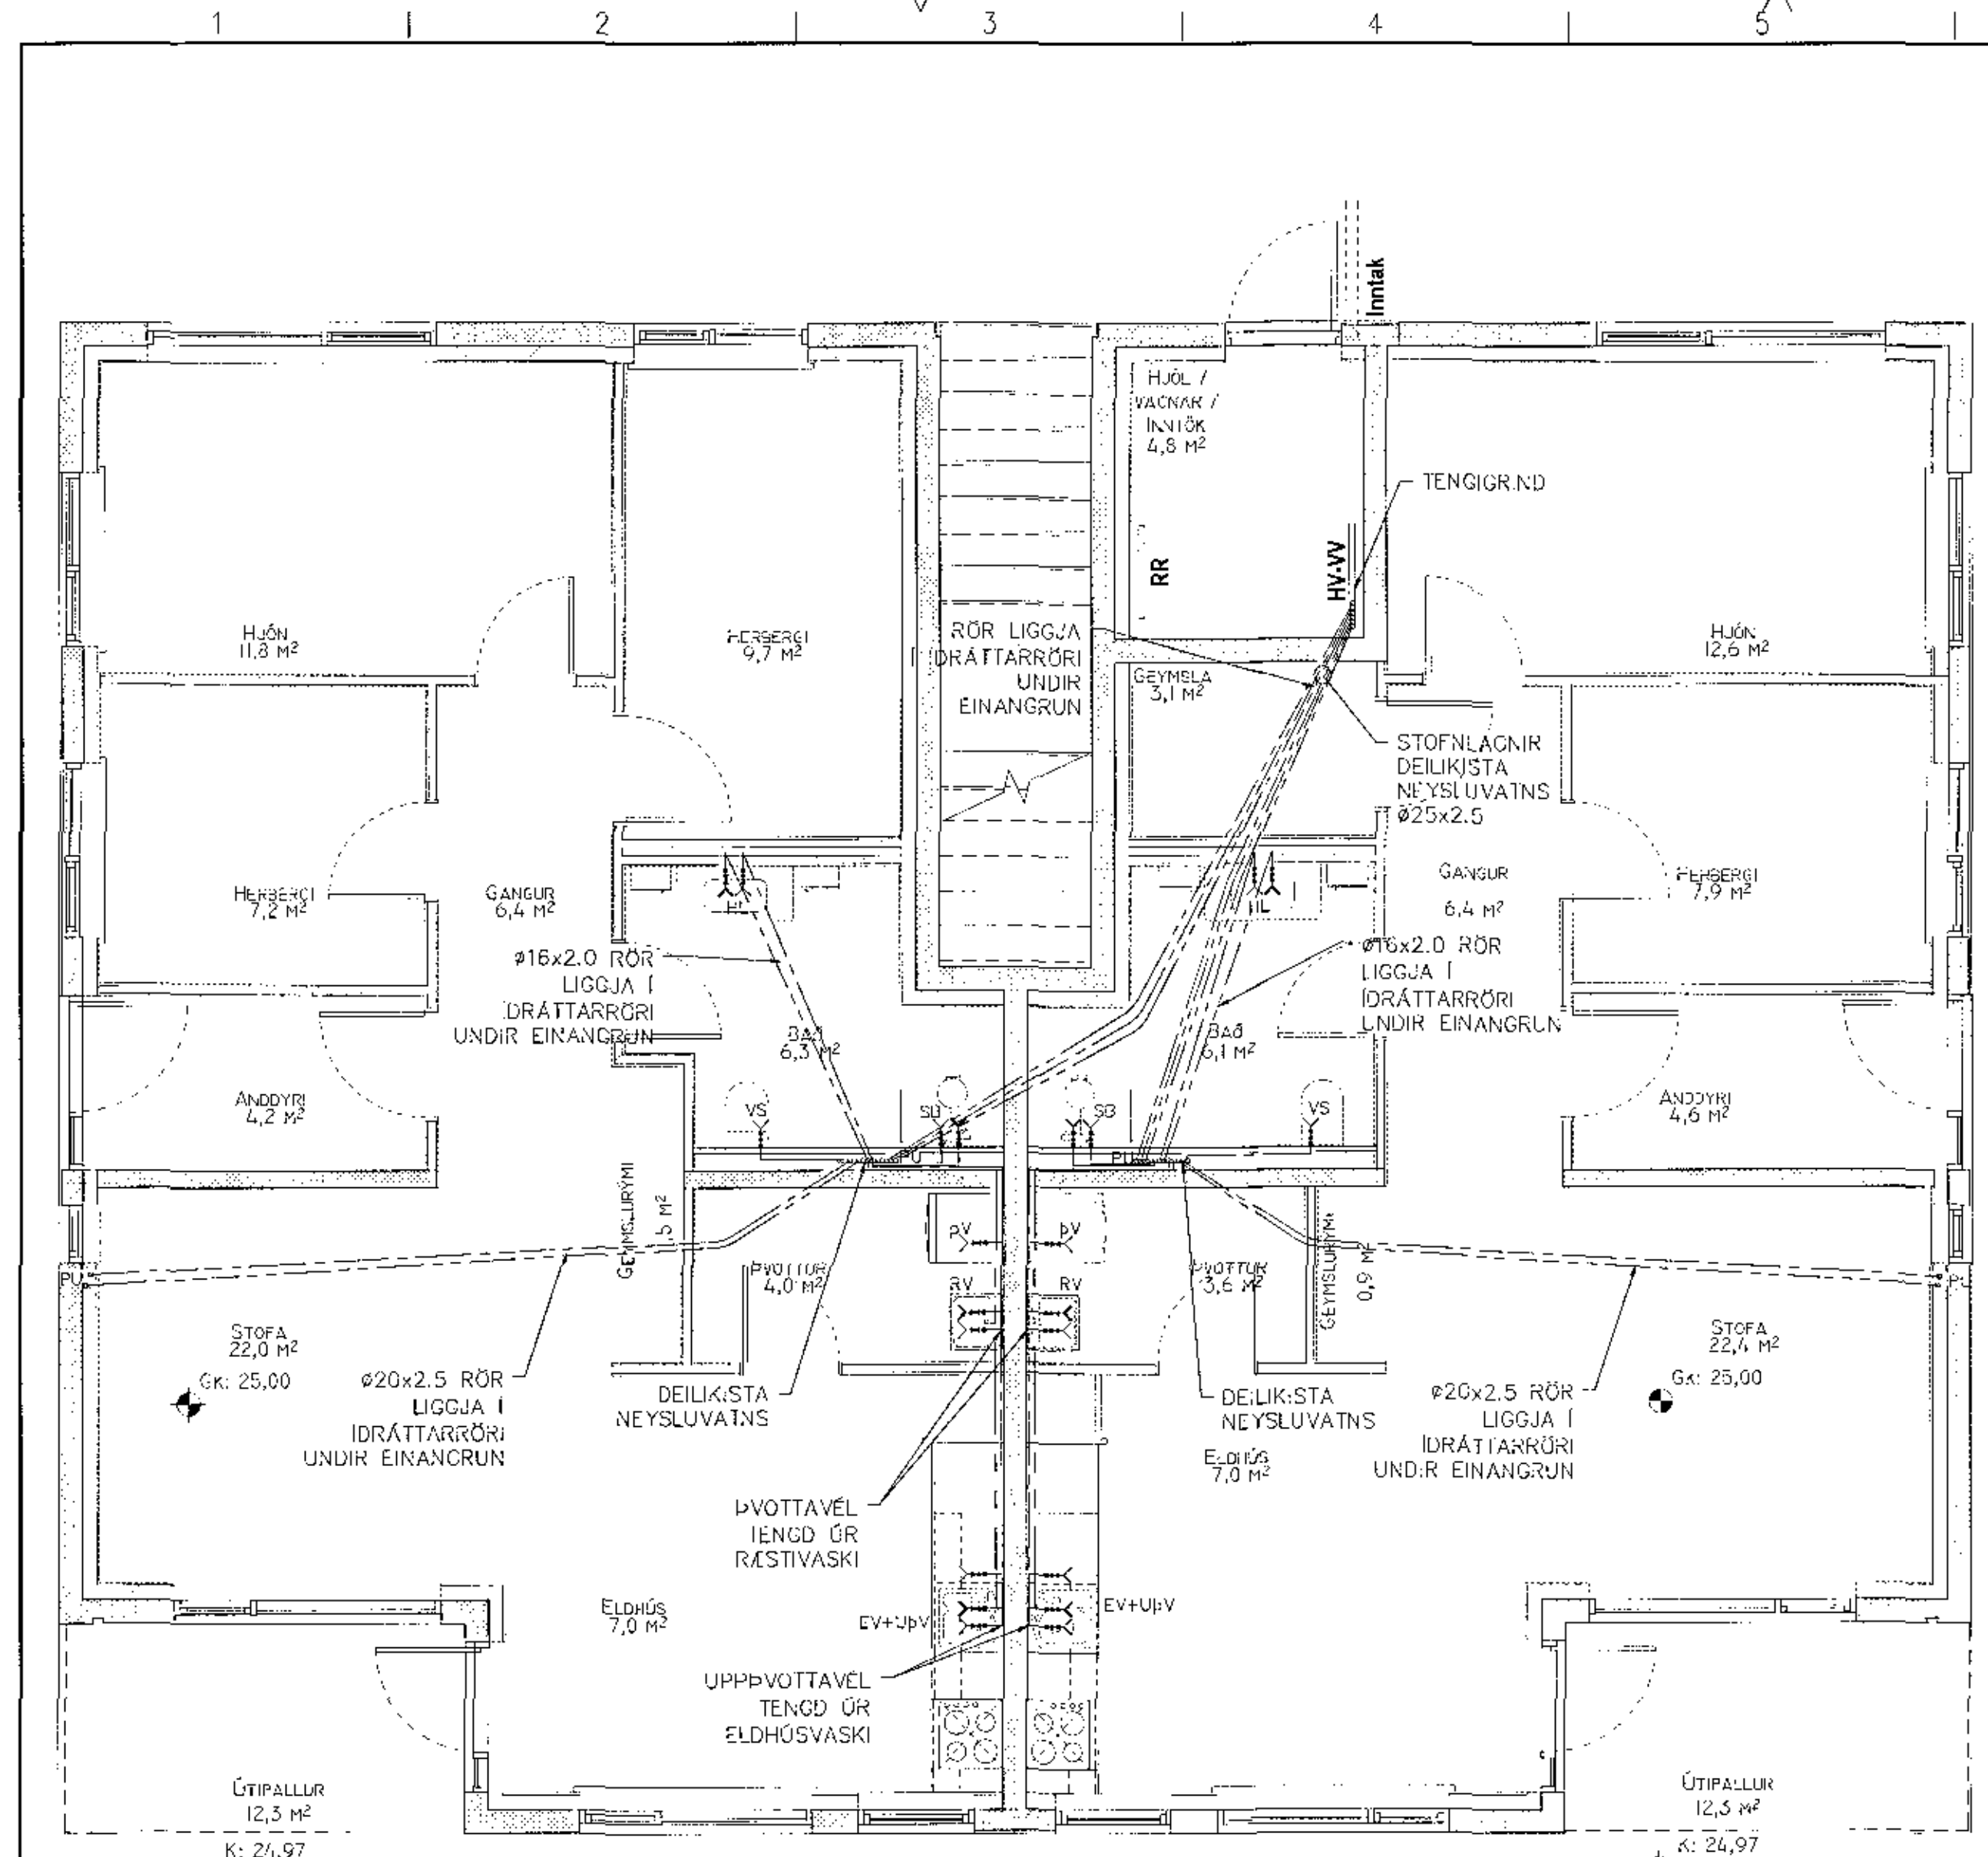 1 2 3 4 5
Inntak
HJÓL /
VAGNAR /
INNTÖK
4,8 M²
TENGIGRIND
RR
HV-VV
HJÓN
11,8 M²
HERBERGI
9,7 M²
RÖR LIGGJA
Í ÍDRÁTTARRÖRI
UNDIR
EINANGRUN
GEYMSLA
3,1 M²
HJÓN
12,6 M²
STOFNLAGNIR
DEILIKISTA
NEYSLUVATNS
ø25x2.5
HERBERGI
7,2 M²
GANGUR
6,4 M²
HL
HL
GANGUR
6,4 M²
HERBERGI
7,9 M²
ø16x2.0 RÖR
LIGGJA Í
ÍDRÁTTARRÖRI
UNDIR EINANGRUN
BAÐ
6,3 M²
BAÐ
6,1 M²
ø16x2.0 RÖR
LIGGJA Í
ÍDRÁTTARRÖRI
UNDIR EINANGRUN
ANDDYRI
4,2 M²
VS
SB
SB
VS
ANDDYRI
4,6 M²
PU
PU
GEYMSLURÝMI
ÞV
ÞV
PU
ÞVOTTUR
4,0 M²
RV
RV
ÞVOTTUR
3,6 M²
GEYMSLURÝMI
0,9 M²
STOFA
22,0 M²
GK: 25,00
STOFA
22,4 M²
GK: 25,00
ø20x2.5 RÖR
LIGGJA Í
ÍDRÁTTARRÖRI
UNDIR EINANGRUN
DEILIKISTA
NEYSLUVATNS
DEILIKISTA
NEYSLUVATNS
ø20x2.5 RÖR
LIGGJA Í
ÍDRÁTTARRÖRI
UNDIR EINANGRUN
ELDHÚS
7,0 M²
ÞVOTTAVÉL
TENGD ÚR
RÆSTIVASKI
ELDHÚS
7,0 M²
EV+UÞV
EV+UÞV
UPPÞVOTTAVÉL
TENGD ÚR
ELDHÚSVASKI
ÚTIPALLUR
12,3 M²
K: 24,97
ÚTIPALLUR
12,3 M²
K: 24,97